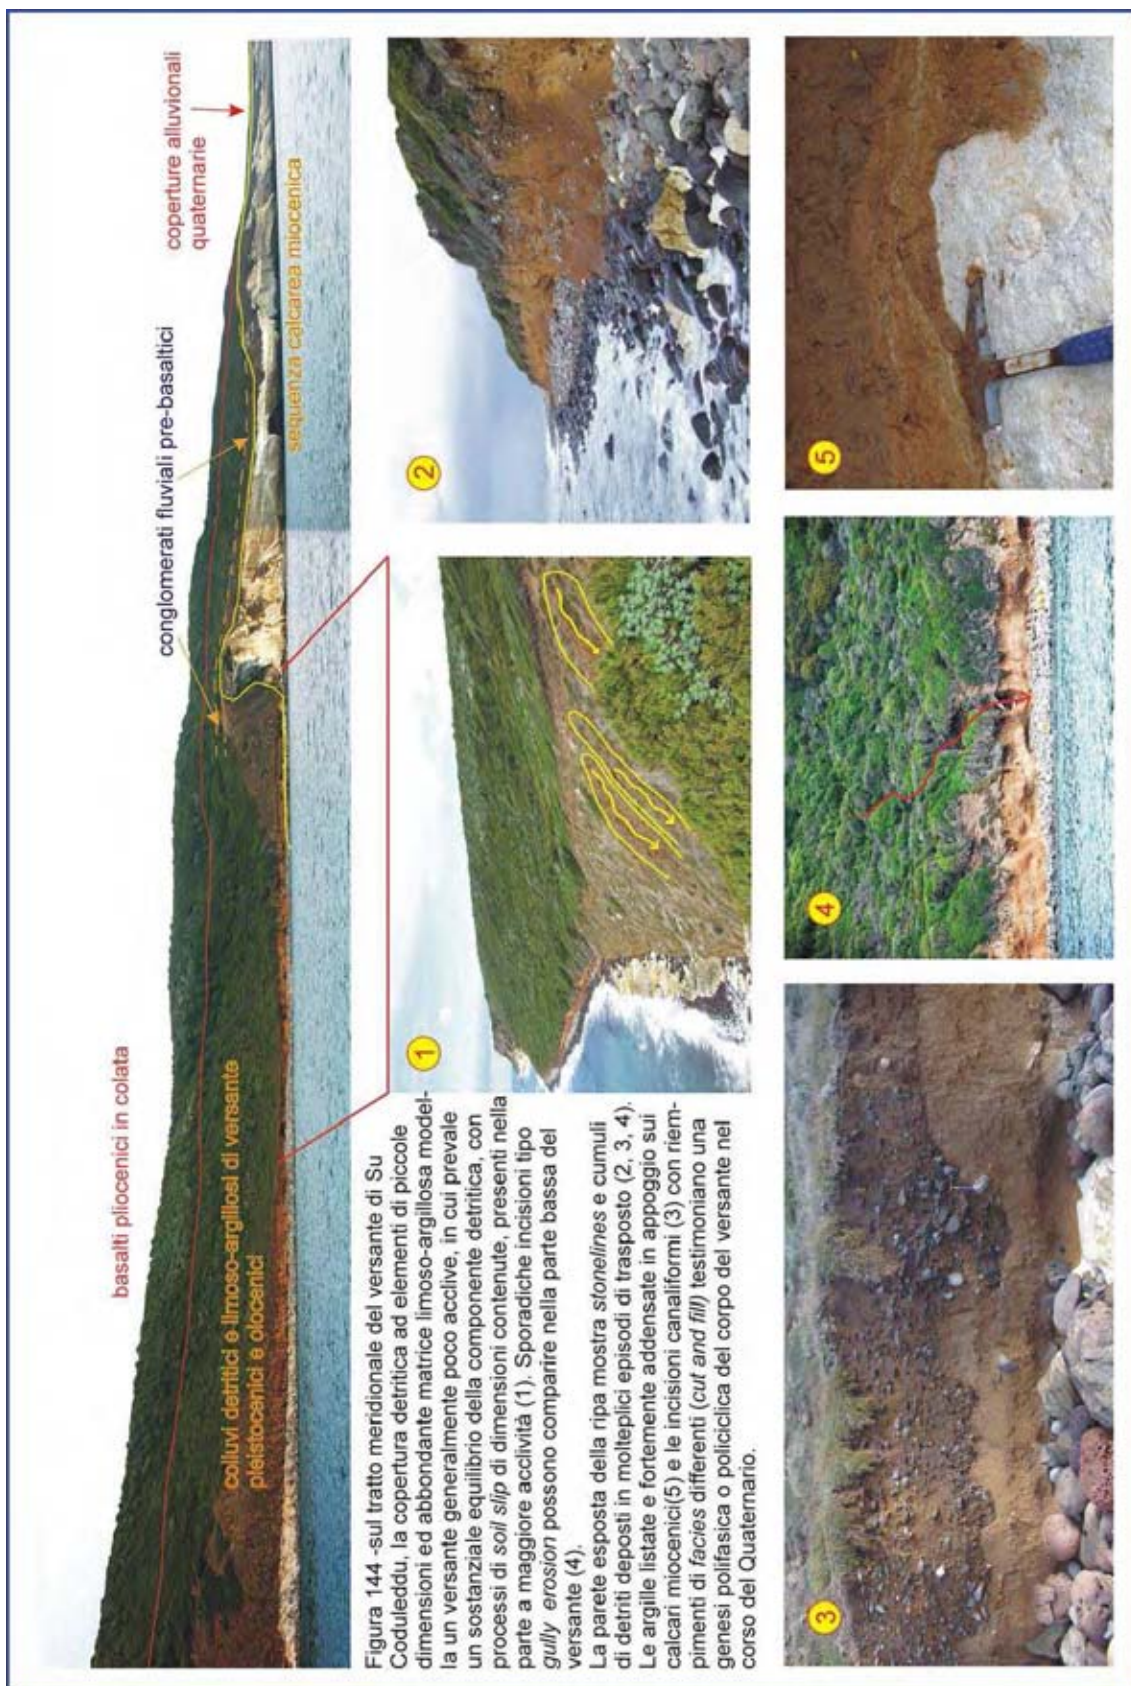 basalti pliocenici in colata
conglomerati fluviali pre-basaltici
coperture alluvionali
quaternarie
colluvi detritici e limoso-argillosi di versante
pleistocenici e olocenici
sequenza calcarea miocenica
Figura 144 -sul tratto meridionale del versante di Su
Coduleddu, la copertura detritica ad elementi di piccole
dimensioni ed abbondante matrice limoso-argillosa model-
la un versante generalmente poco acclive, in cui prevale
un sostanziale equilibrio della componente detritica, con
processi di soil slip di dimensioni contenute, presenti nella
parte a maggiore acclività (1). Sporadiche incisioni tipo
gully erosion possono comparire nella parte bassa del
versante (4).
La parete esposta della ripa mostra stonelines e cumuli
di detriti deposti in molteplici episodi di trasposto (2, 3, 4).
Le argille listate e fortemente addensate in appoggio sui
calcari miocenici(5) e le incisioni canaliformi (3) con riem-
pimenti di facies differenti (cut and fill) testimoniano una
genesi polifasica o policiclica del corpo del versante nel
corso del Quaternario.
1
2
3
4
5